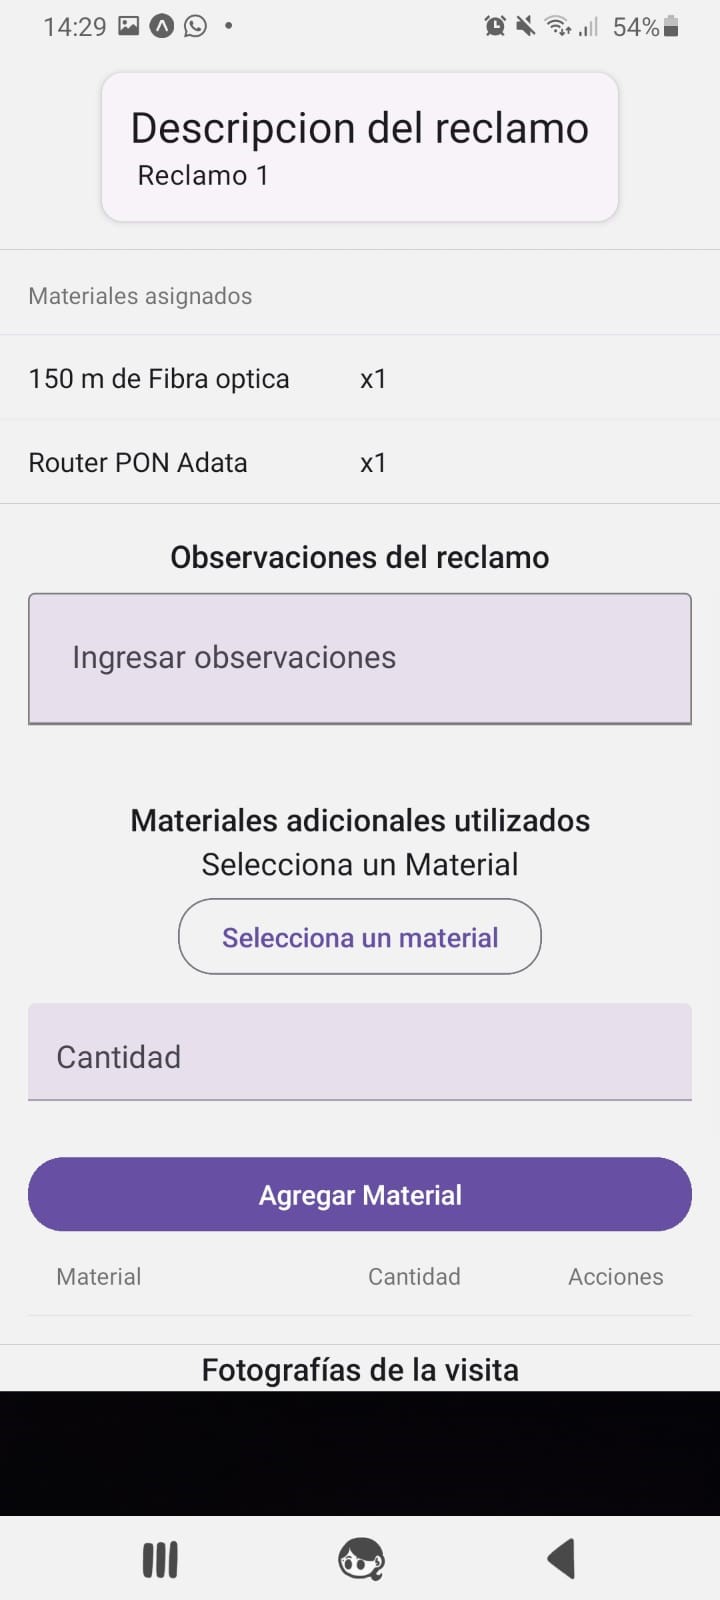 14:29
54%
Descripcion del reclamo
Reclamo 1
Materiales asignados
150 m de Fibra optica x1
Router PON Adata x1
Observaciones del reclamo
Ingresar observaciones
Materiales adicionales utilizados
Selecciona un Material
Selecciona un material
Cantidad
Agregar Material
Material Cantidad Acciones
Fotografías de la visita